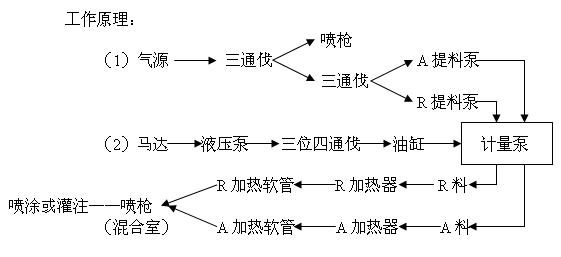 工作原理：
喷枪
（1）气源 三通伐 A 提料泵
三通伐
R 提料泵
（2）马达 液压泵 三位四通伐 油缸 计量泵
R 加热软管 R 加热器 R 料
喷涂或灌注一一喷枪
（混合室） A 加热软管 A 加热器 A 料